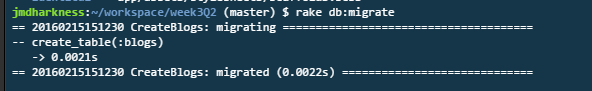 jmdharkness:~/workspace/week3Q2 (master) $ rake db:migrate
== 20160215151230 CreateBlogs: migrating ======================================
-- create_table(:blogs)
   -> 0.0021s
== 20160215151230 CreateBlogs: migrated (0.0022s) =============================